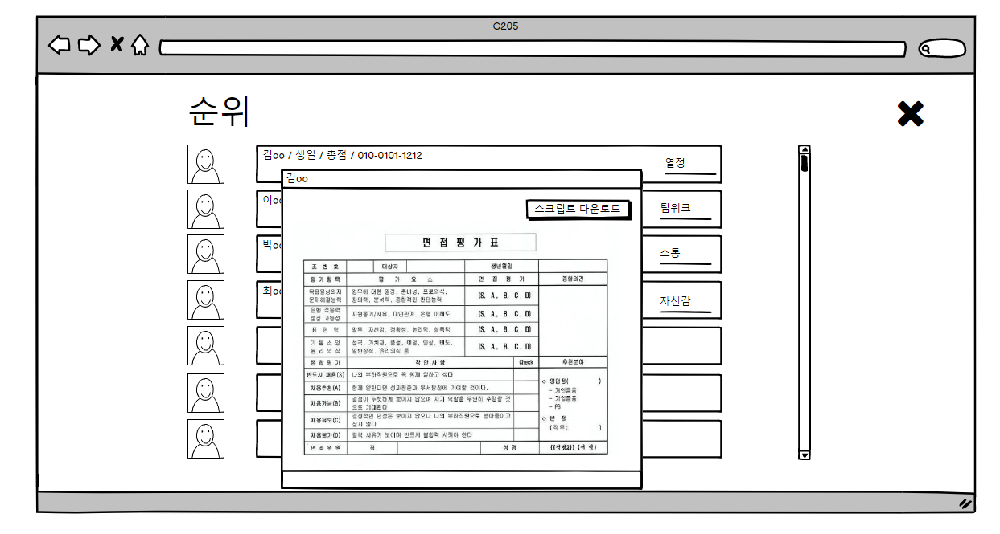 C205
순위
김oo / 생일 / 총점 / 010-0101-1212
열정
김oo
이oo
스크립트 다운로드
팀워크
박oo
소통
최oo
자신감
면 접 평 가 표
조 번 호 대상자 생년월일
평 가 항 목 평 가 요 소 면 접 평 가 종합의견
목표달성의지
문제해결능력
업무에 대한 열정, 준비성, 프로의식,
창의력, 분석력, 종합적인 판단능력
(S, A, B, C, D)
은행 적응력
성장 가능성
지원동기/사유, 대인관계, 은행 이해도
(S, A, B, C, D)
표 현 력 말투, 자신감, 정확성, 논리력, 설득력 (S, A, B, C, D)
기 본 소 양
윤 리 의 식
성격, 가치관, 품성, 예절, 인상, 태도,
일반상식, 윤리의식 등
(S, A, B, C, D)
종 합 평 가 착 안 사 항 Check 추천분야
반드시 채용(S) 나의 부하직원으로 꼭 함께 일하고 싶다
채용추천(A) 함께 일한다면 성과창출과 부서발전에 기여할 것이다.
채용가능(B) 결점이 뚜렷하게 보이지 않으며 자기 역할을 무난히 수행할 것
으로 기대된다
채용유보(C) 결정적인 단점은 보이지 않으나 나의 부하직원으로 받아들이고
싶지 않다
채용불가(D) 결격 사유가 보이며 반드시 불합격 시켜야 한다
o 영업점( )
- 개인금융
- 기업금융
- PB
o 본 점
(직무: )
면 접 위 원 직 성 명 {{성명2}} (서 명)